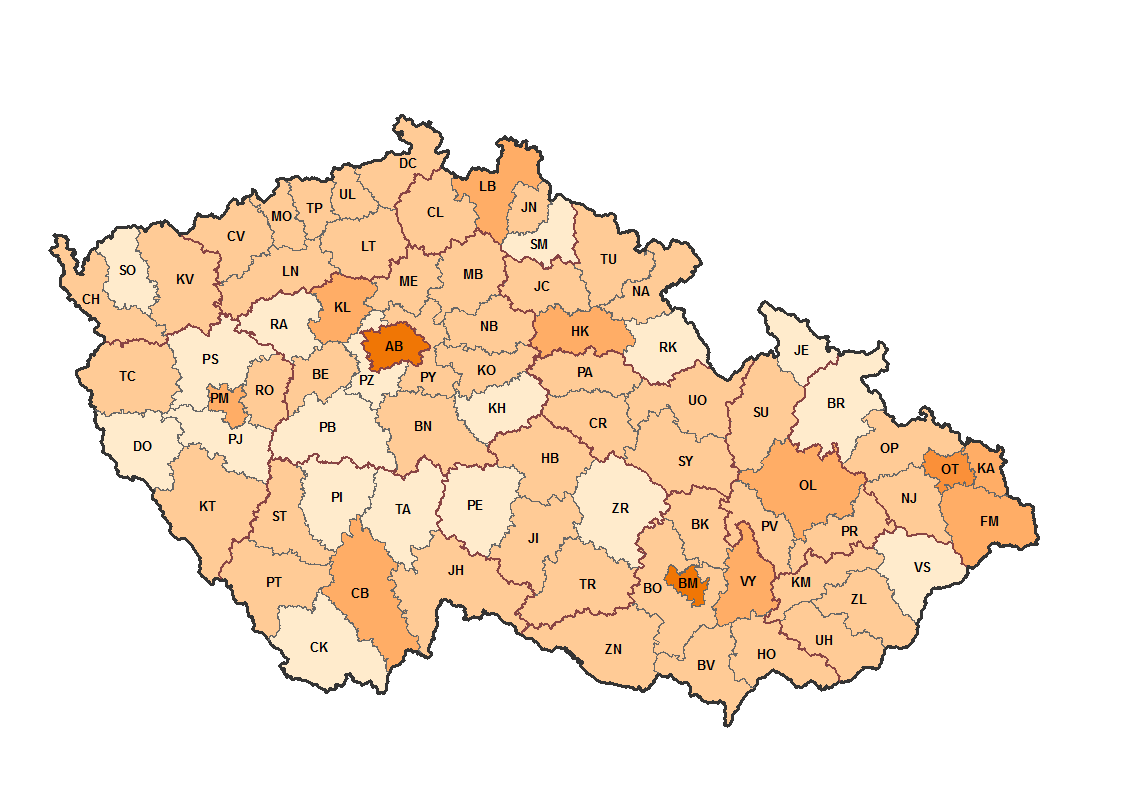 DC
LB
UL
JN
TP
CL
MO
CV
SM
LT
TU
SO
LN
MB
KV
ME
JC
NA
CH
KL
RA
NB
HK
AB
RK
JE
PS
KO
BE
PA
TC
PZ
PY
RO
PM
UO
BR
KH
SU
CR
PB
BN
PJ
DO
OP
HB
SY
OT
KA
OL
PI
NJ
KT
PE
ZR
TA
ST
BK
FM
PV
PR
JI
VS
JH
PT
TR
BM
VY
KM
BO
CB
ZL
UH
CK
ZN
HO
BV